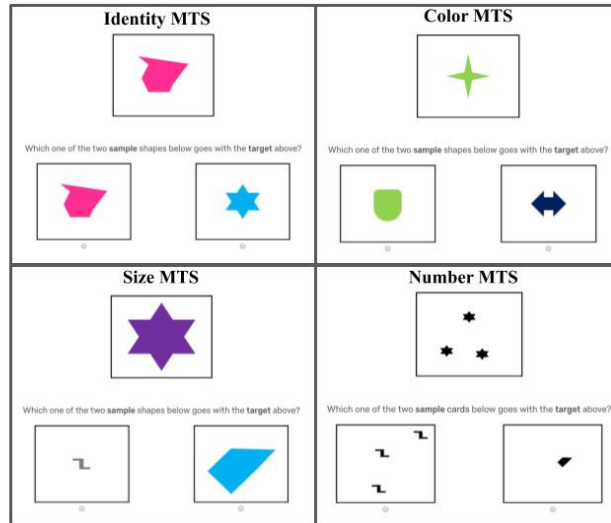 Identity MTS
Which one of the two sample shapes below goes with the target above?
Color MTS
Which one of the two sample shapes below goes with the target above?
Size MTS
Which one of the two sample shapes below goes with the target above?
Number MTS
Which one of the two sample cards below goes with the target above?